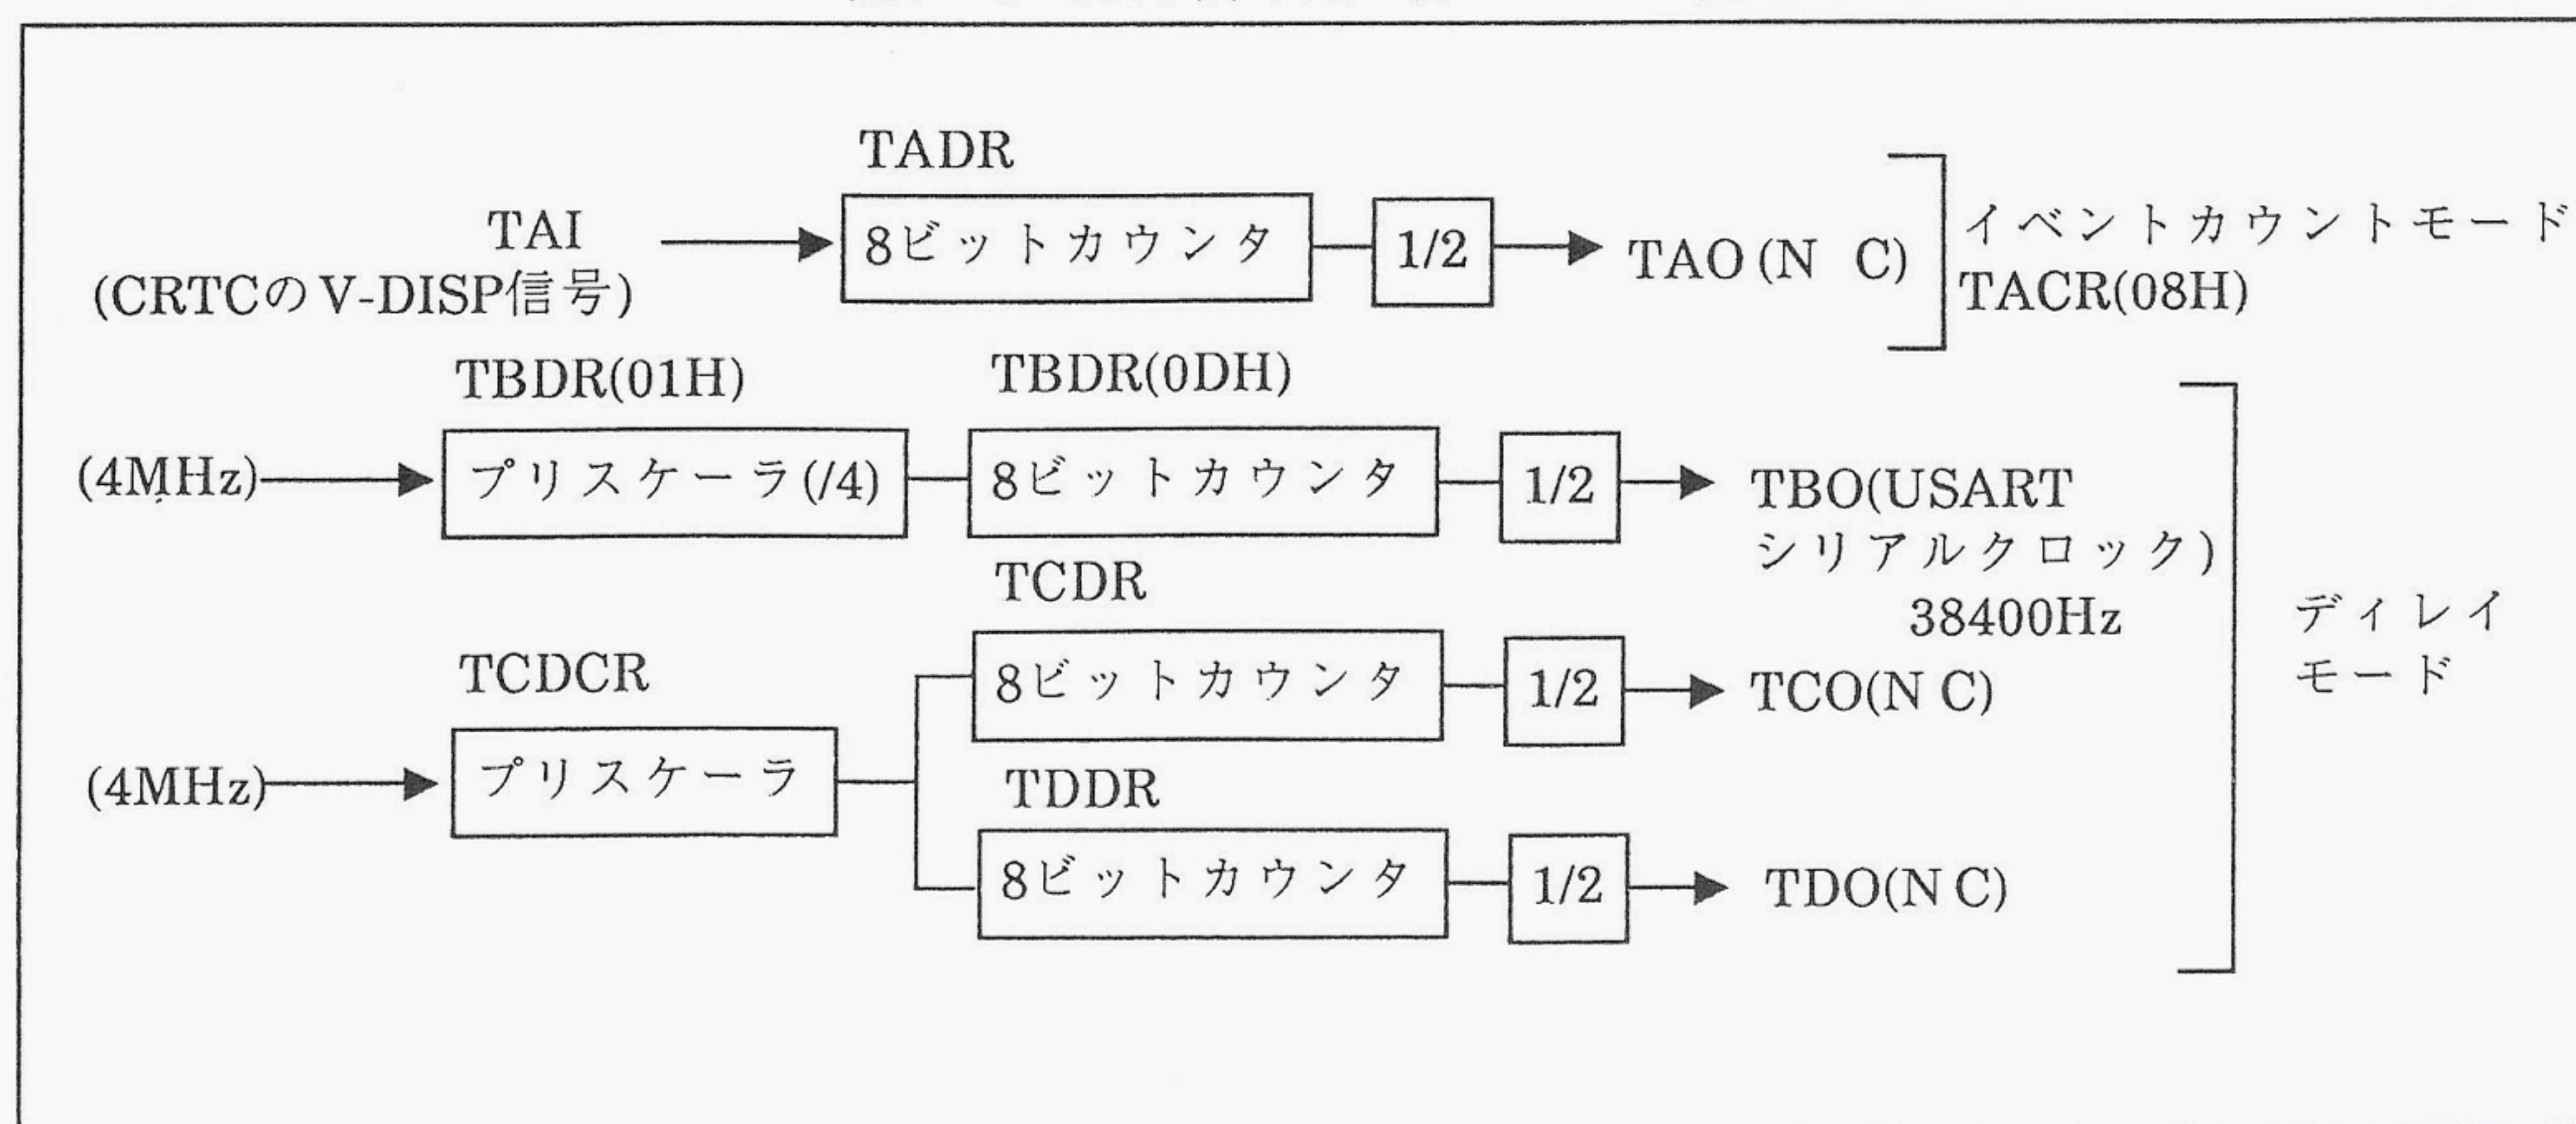 TADR
TAI
(CRTCのV-DISP信号)
8ビットカウンタ
1/2
TAO(N C)
イベントカウントモード
TACR(08H)
TBDR(01H)
TBDR(0DH)
(4MHz)
プリスケーラ(/4)
8ビットカウンタ
1/2
TBO(USART
シリアルクロック)
38400Hz
TCDR
TCDCR
8ビットカウンタ
1/2
TCO(N C)
(4MHz)
プリスケーラ
TDDR
8ビットカウンタ
1/2
TDO(N C)
ディレイ
モード